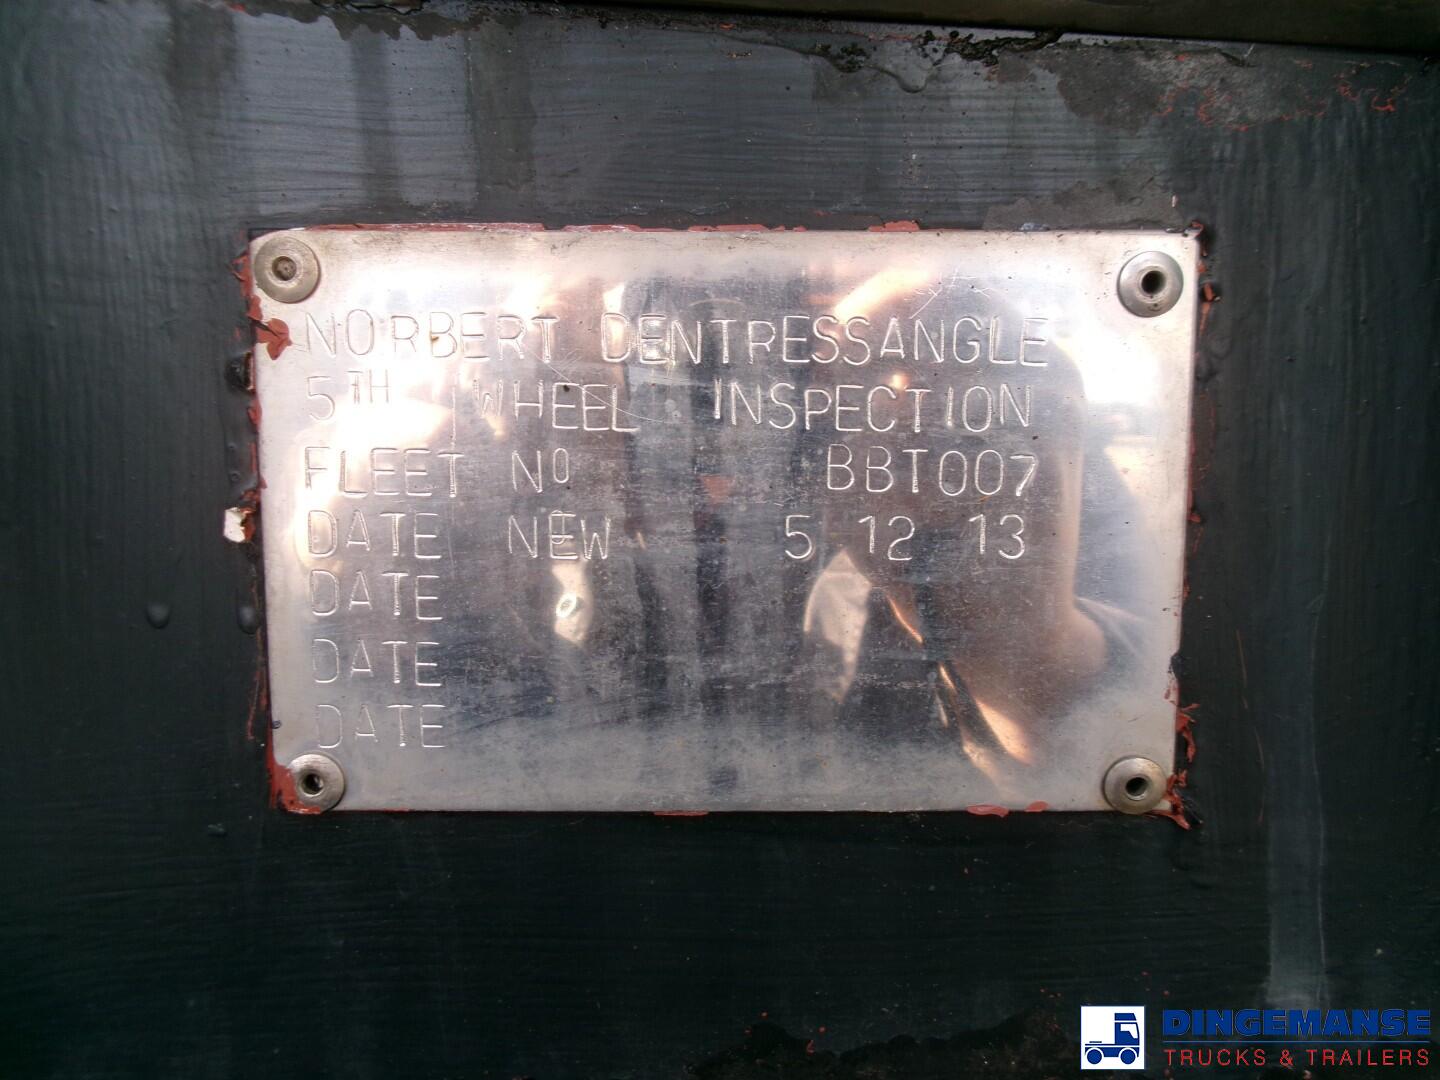 NORBERT DENTRESSANGLE
5TH WHEEL INSPECTION
FLEET NO BBT007
DATE NEW 5 12 13
DATE
DATE
DATE
DINGEMANSE
TRUCKS & TRAILERS